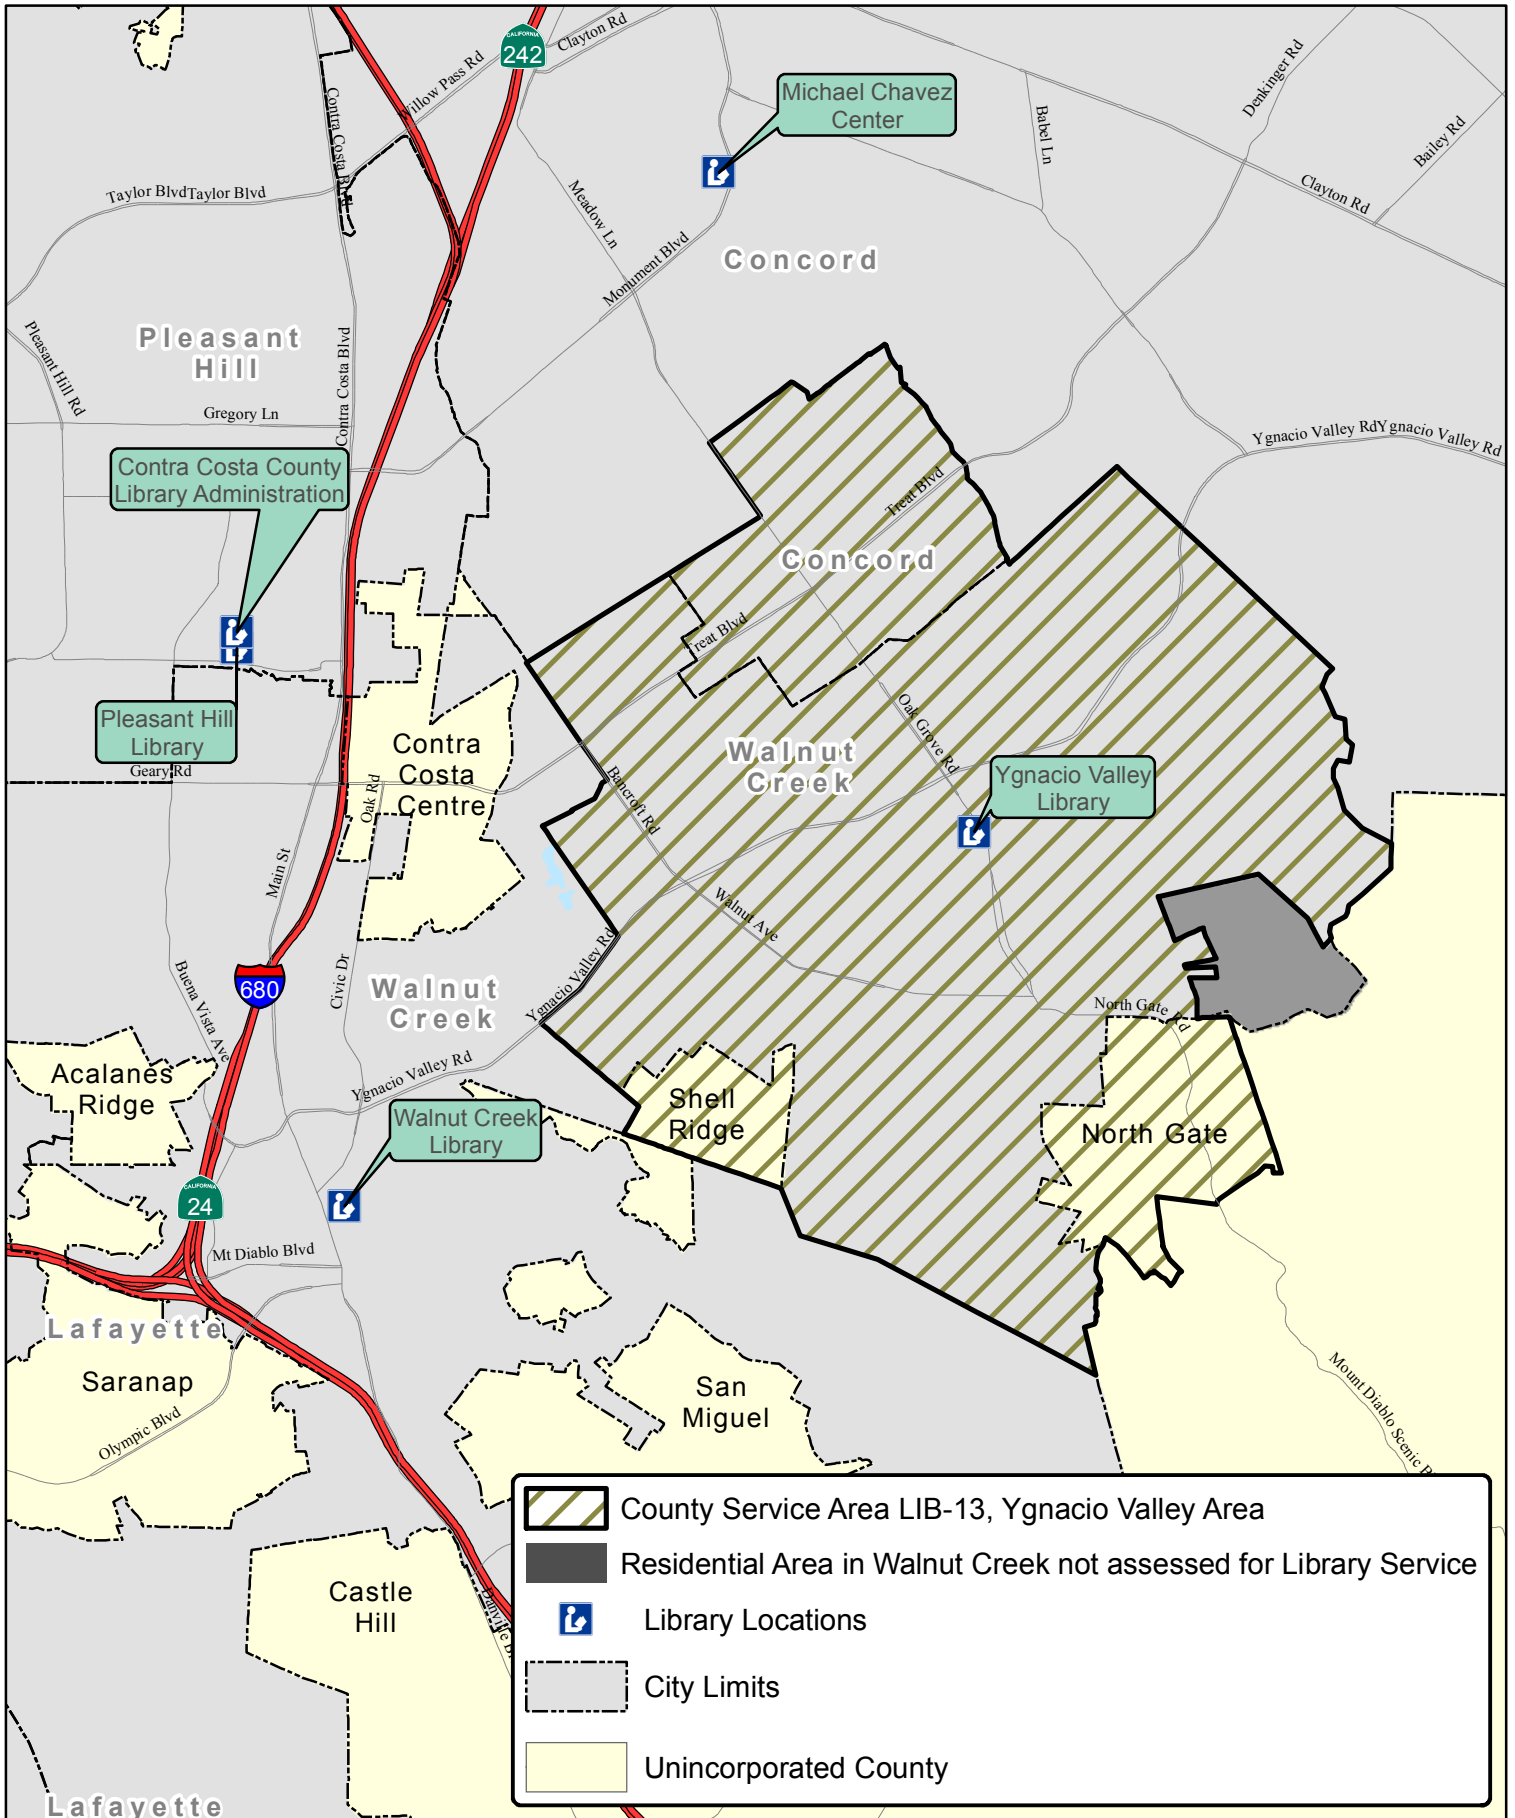 CALIFORNIA
242
Clayton Rd
Willow Pass Rd
Contra Costa Blvd
Michael Chavez
Center
Babel Ln
Denkinger Rd
Bailey Rd
Clayton Rd
Taylor BlvdTaylor Blvd
Meadow Ln
Monument Blvd
Concord
Pleasant
Hill
Pleasant Hill Rd
Contra Costa Blvd
Gregory Ln
Ygnacio Valley RdYgnacio Valley Rd
Contra Costa County
Library Administration
Treat Blvd
Concord
Treat Blvd
Pleasant Hill
Library
Geary Rd
Contra
Costa
Centre
Oak Rd
Oak Grove Rd
Walnut
Creek
Bancroft Rd
Ygnacio Valley
Library
Main St
Walnut Ave
Buena Vista Ave
680
Civic Dr
Walnut
Creek
Ygnacio Valley Rd
North Gate Rd
Acalanes
Ridge
Ygnacio Valley Rd
Shell
Ridge
North Gate
Walnut Creek
Library
CALIFORNIA
24
Mt Diablo Blvd
Lafayette
Saranap
Olympic Blvd
San
Miguel
Mount Diablo Scenic B
County Service Area LIB-13, Ygnacio Valley Area
Residential Area in Walnut Creek not assessed for Library Service
Library Locations
City Limits
Unincorporated County
Castle
Hill
Danville B
Lafayette